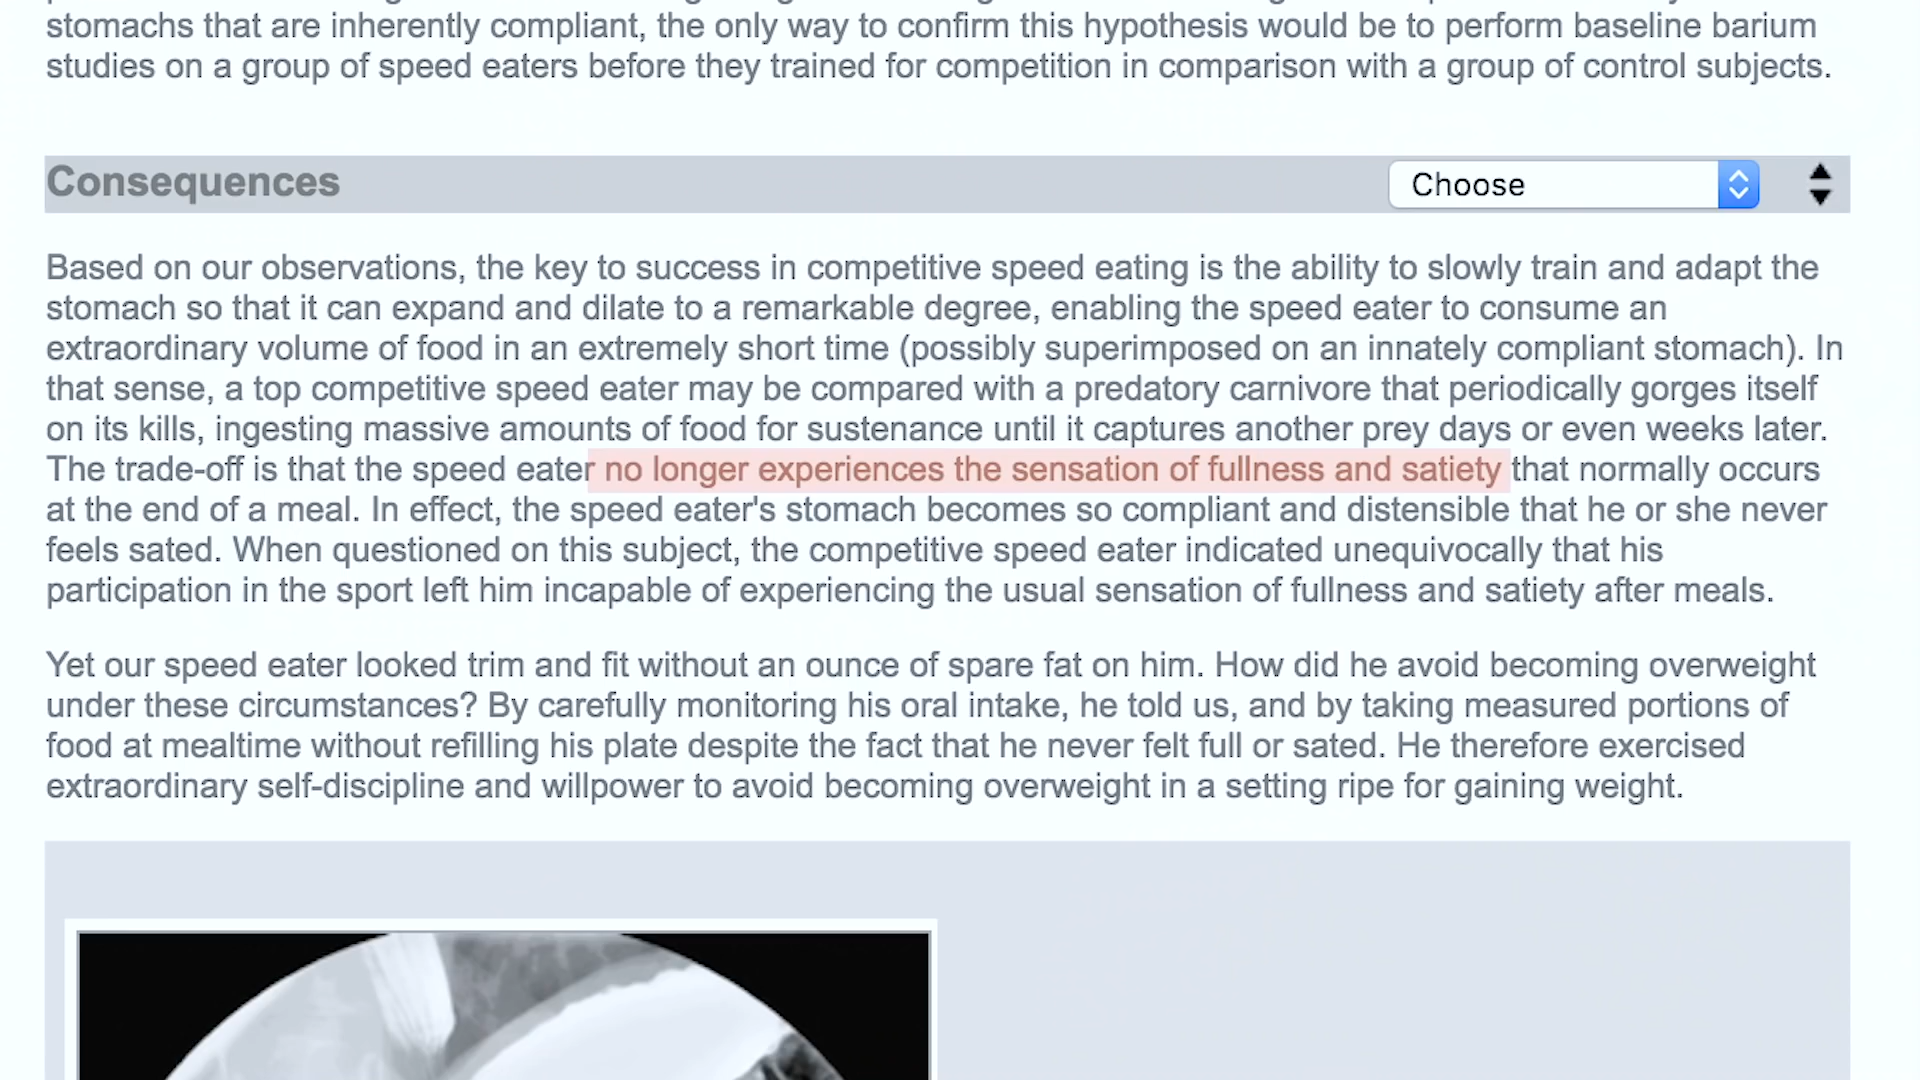 stomachs that are inherently compliant, the only way to confirm this hypothesis would be to perform baseline barium
studies on a group of speed eaters before they trained for competition in comparison with a group of control subjects.
Consequences
Choose
Based on our observations, the key to success in competitive speed eating is the ability to slowly train and adapt the
stomach so that it can expand and dilate to a remarkable degree, enabling the speed eater to consume an
extraordinary volume of food in an extremely short time (possibly superimposed on an innately compliant stomach). In
that sense, a top competitive speed eater may be compared with a predatory carnivore that periodically gorges itself
on its kills, ingesting massive amounts of food for sustenance until it captures another prey days or even weeks later.
The trade-off is that the speed eater no longer experiences the sensation of fullness and satiety that normally occurs
at the end of a meal. In effect, the speed eater's stomach becomes so compliant and distensible that he or she never
feels sated. When questioned on this subject, the competitive speed eater indicated unequivocally that his
participation in the sport left him incapable of experiencing the usual sensation of fullness and satiety after meals.
Yet our speed eater looked trim and fit without an ounce of spare fat on him. How did he avoid becoming overweight
under these circumstances? By carefully monitoring his oral intake, he told us, and by taking measured portions of
food at mealtime without refilling his plate despite the fact that he never felt full or sated. He therefore exercised
extraordinary self-discipline and willpower to avoid becoming overweight in a setting ripe for gaining weight.